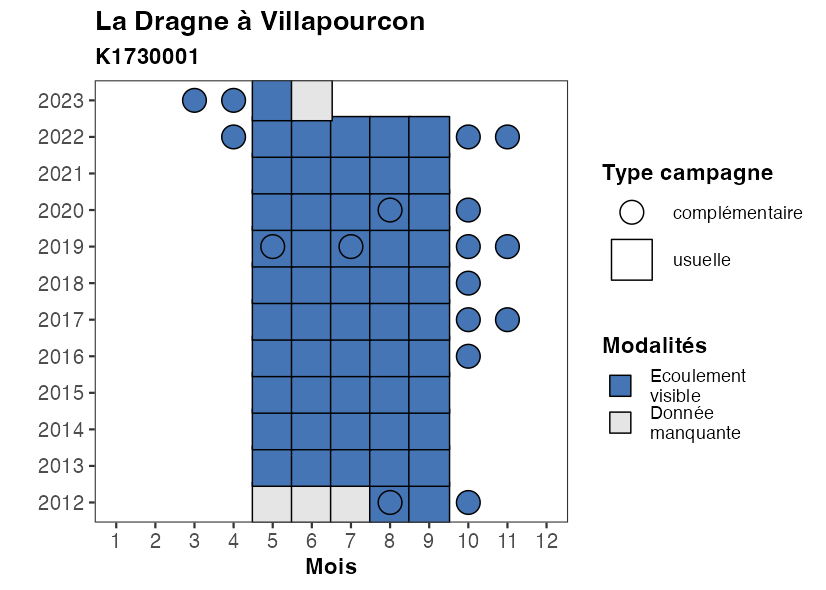 La Dragne à Villapourcon
K1730001
2023
2022
2021
2020
2019
2018
2017
2016
2015
2014
2013
2012
1 2 3 4 5 6 7 8 9 10 11 12
Mois
Type campagne
complémentaire
usuelle
Modalités
Ecoulement
visible
Donnée
manquante